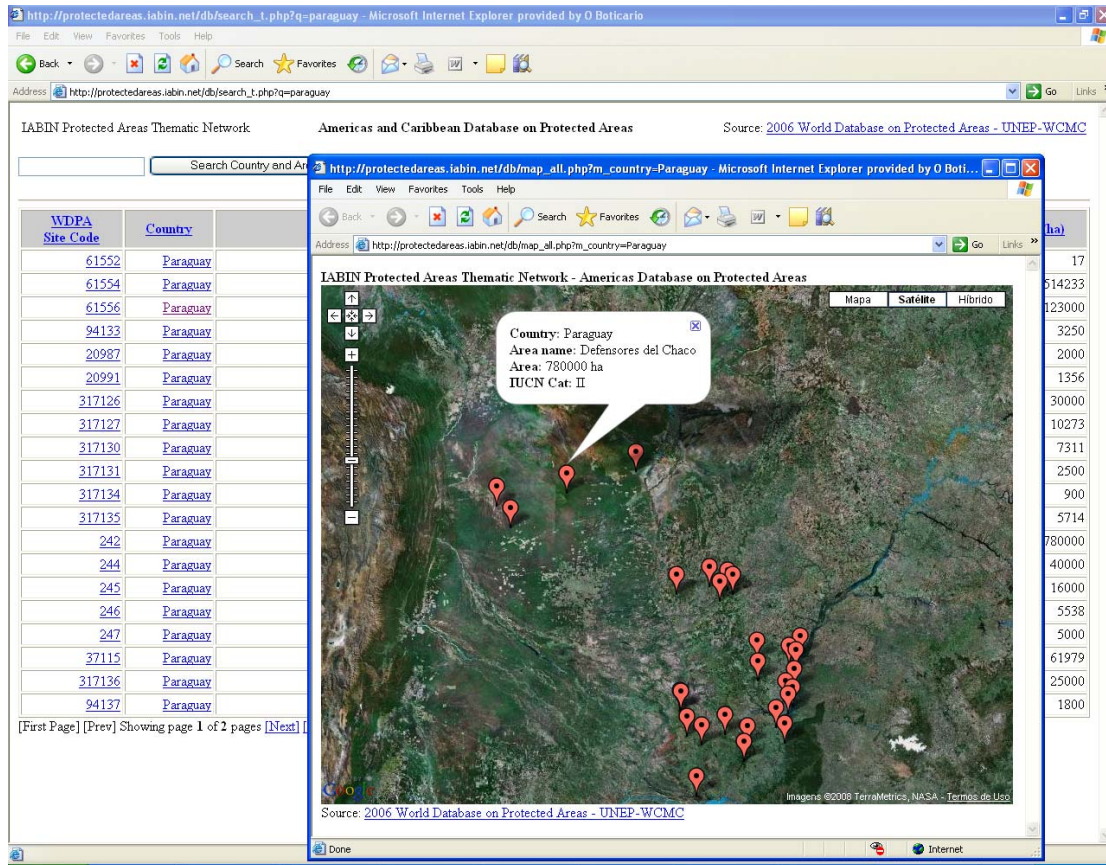 http://protectedareas.iabin.net/db/search_t.php?q=paraguay - Microsoft Internet Explorer provided by O Boticario
File Edit View Favorites Tools Help
Back Search Favorites
Address http://protectedareas.iabin.net/db/search_t.php?q=paraguay Go Links »
IABIN Protected Areas Thematic Network Americas and Caribbean Database on Protected Areas Source: 2006 World Database on Protected Areas - UNEP-WCMC
Search Country and
WDPA Site Code Country ha)
61552 Paraguay 17
61554 Paraguay 514233
61556 Paraguay 123000
94133 Paraguay 3250
20987 Paraguay 2000
20991 Paraguay 1356
317126 Paraguay 30000
317127 Paraguay 10273
317130 Paraguay 7311
317131 Paraguay 2500
317134 Paraguay 900
317135 Paraguay 5714
242 Paraguay 780000
244 Paraguay 40000
245 Paraguay 16000
246 Paraguay 5538
247 Paraguay 5000
37115 Paraguay 61979
317136 Paraguay 25000
94137 Paraguay 1800
[First Page] [Prev] Showing page 1 of 2 pages [Next] [
http://protectedareas.iabin.net/db/map_all.php?m_country=Paraguay - Microsoft Internet Explorer provided by O Boti...
File Edit View Favorites Tools Help
Back Search Favorites
Address http://protectedareas.iabin.net/db/map_all.php?m_country=Paraguay Go Links »
IABIN Protected Areas Thematic Network - Americas Database on Protected Areas
Mapa Satélite Híbrido
Country: Paraguay
Area name: Defensores del Chaco
Area: 780000 ha
IUCN Cat: II
Google Imagens ©2008 TerraMetrics, NASA - Termos de Uso
Source: 2006 World Database on Protected Areas - UNEP-WCMC
Done Internet